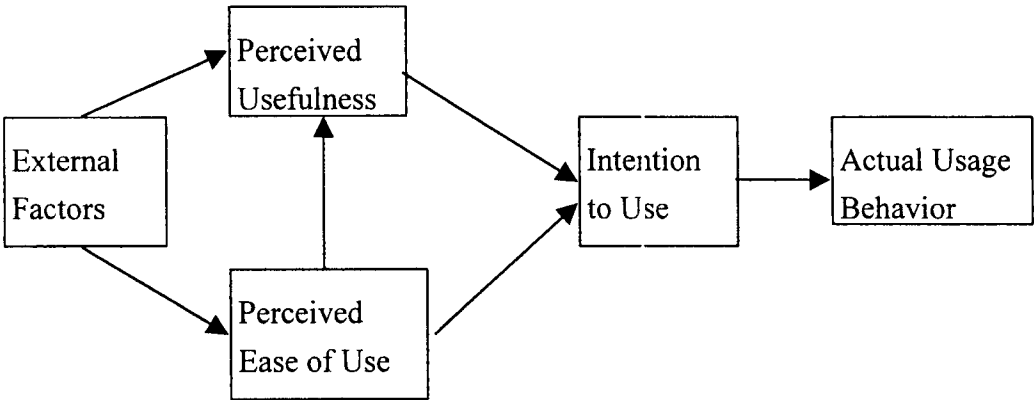 Perceived
Usefulness
External
Factors
Intention
to Use
Actual Usage
Behavior
Perceived
Ease of Use